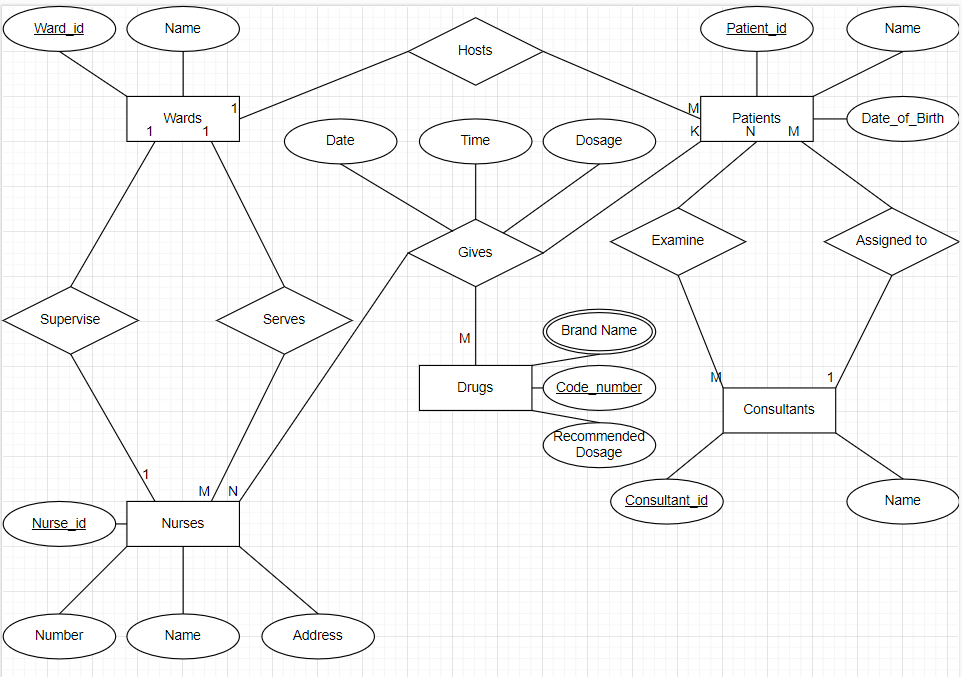 Ward_id
Name
Hosts
Patient_id
Name
1
M
Wards
Patients
Date_of_Birth
1
1
K
N
M
Date
Time
Dosage
Gives
Examine
Assigned to
Supervise
Serves
M
Brand Name
Drugs
Code_number
M
1
Consultants
Recommended
Dosage
1
M
N
Nurse_id
Nurses
Consultant_id
Name
Number
Name
Address